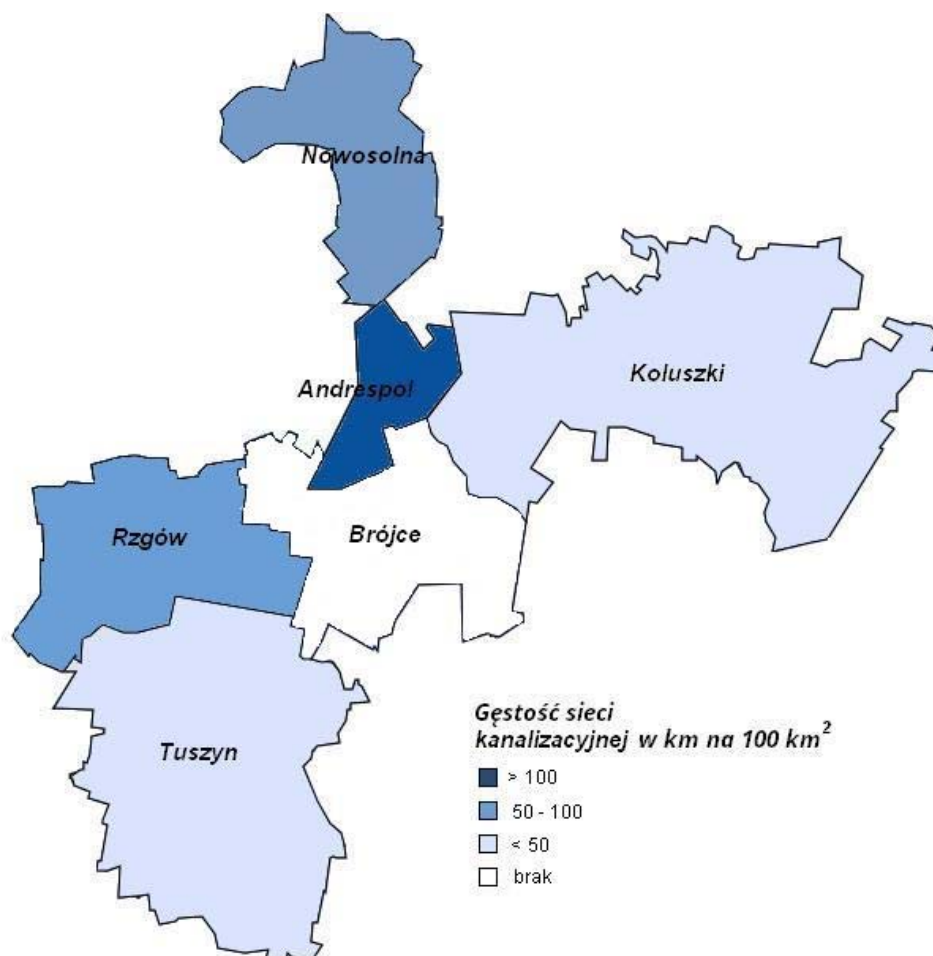 Nowosolna
Koluszki
Andrespol
Rzgów
Brójce
Tuszyn
Gęstość sieci
kanalizacyjnej w km na 100 km²
> 100
50 - 100
< 50
brak